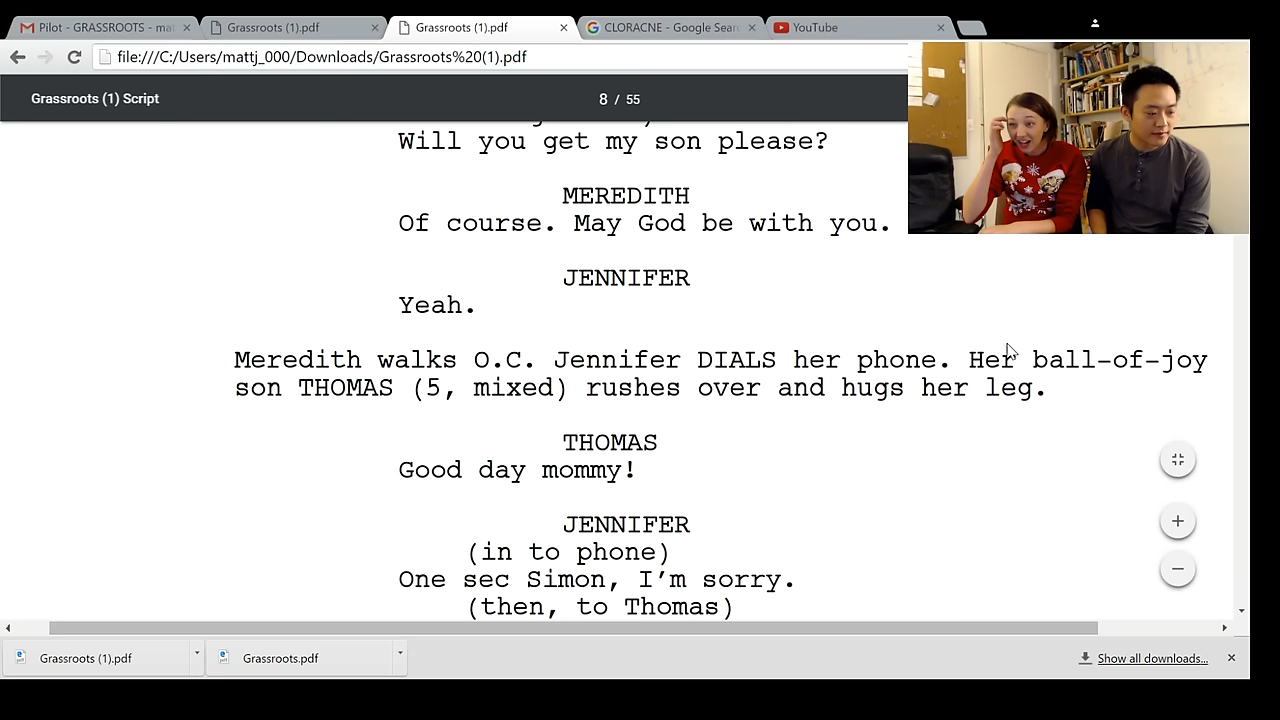 Pilot - GRASSROOTS - ma
Grassroots (1).pdf
Grassroots (1).pdf
CLORACNE - Google Sear
YouTube
file:///C:/Users/mattj_000/Downloads/Grassroots%20(1).pdf
Grassroots (1) Script
8 / 55
Will you get my son please?
MEREDITH
Of course. May God be with you.
JENNIFER
Yeah.
Meredith walks O.C. Jennifer DIALS her phone. Her ball-of-joy
son THOMAS (5, mixed) rushes over and hugs her leg.
THOMAS
Good day mommy!
JENNIFER
(in to phone)
One sec Simon, I'm sorry.
(then, to Thomas)
Grassroots (1).pdf
Grassroots.pdf
Show all downloads...